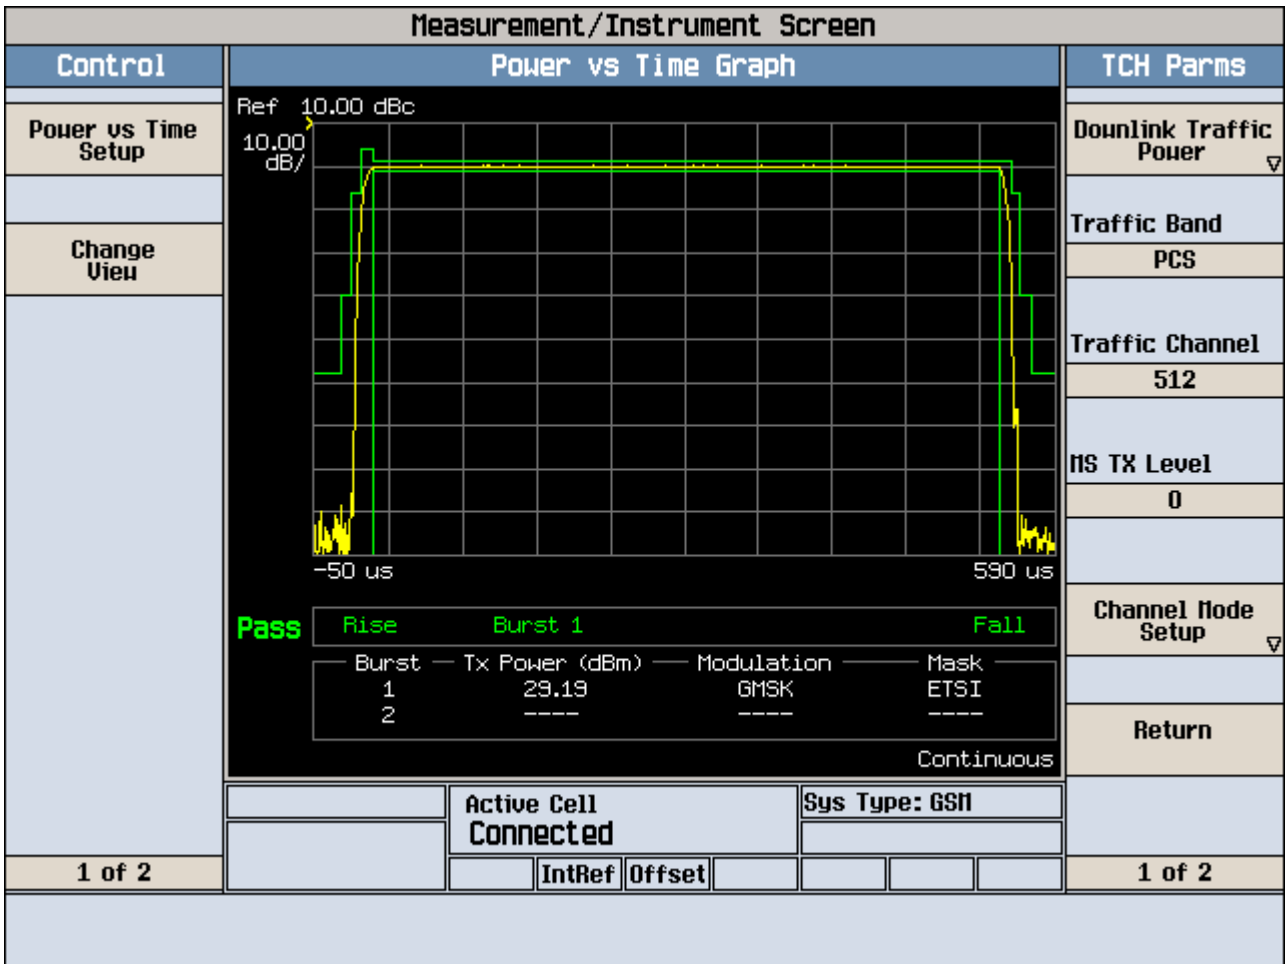 Measurement/Instrument Screen
Control
Power vs Time Setup
Change View
1 of 2
Power vs Time Graph
Ref 10.00 dBc
10.00 dB/
-50 us
590 us
Pass
Rise Burst 1 Fall
Burst Tx Power (dBm) Modulation Mask
1 29.19 GMSK ETSI
2 ---- ---- ----
Continuous
Active Cell
Connected
Sys Type: GSM
IntRef Offset
TCH Parms
Downlink Traffic Power
Traffic Band
PCS
Traffic Channel
512
MS TX Level
0
Channel Mode Setup
Return
1 of 2